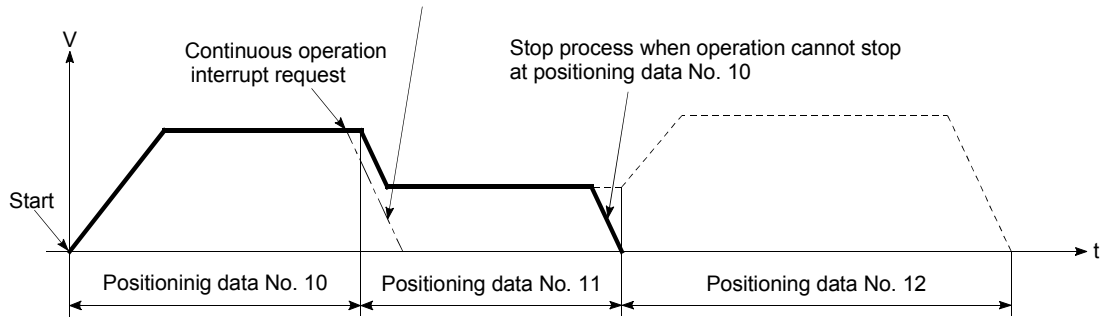 V
Continuous operation
interrupt request
Stop process when operation cannot stop
at positioning data No. 10
Start
t
Positioninig data No. 10
Positioning data No. 11
Positioning data No. 12